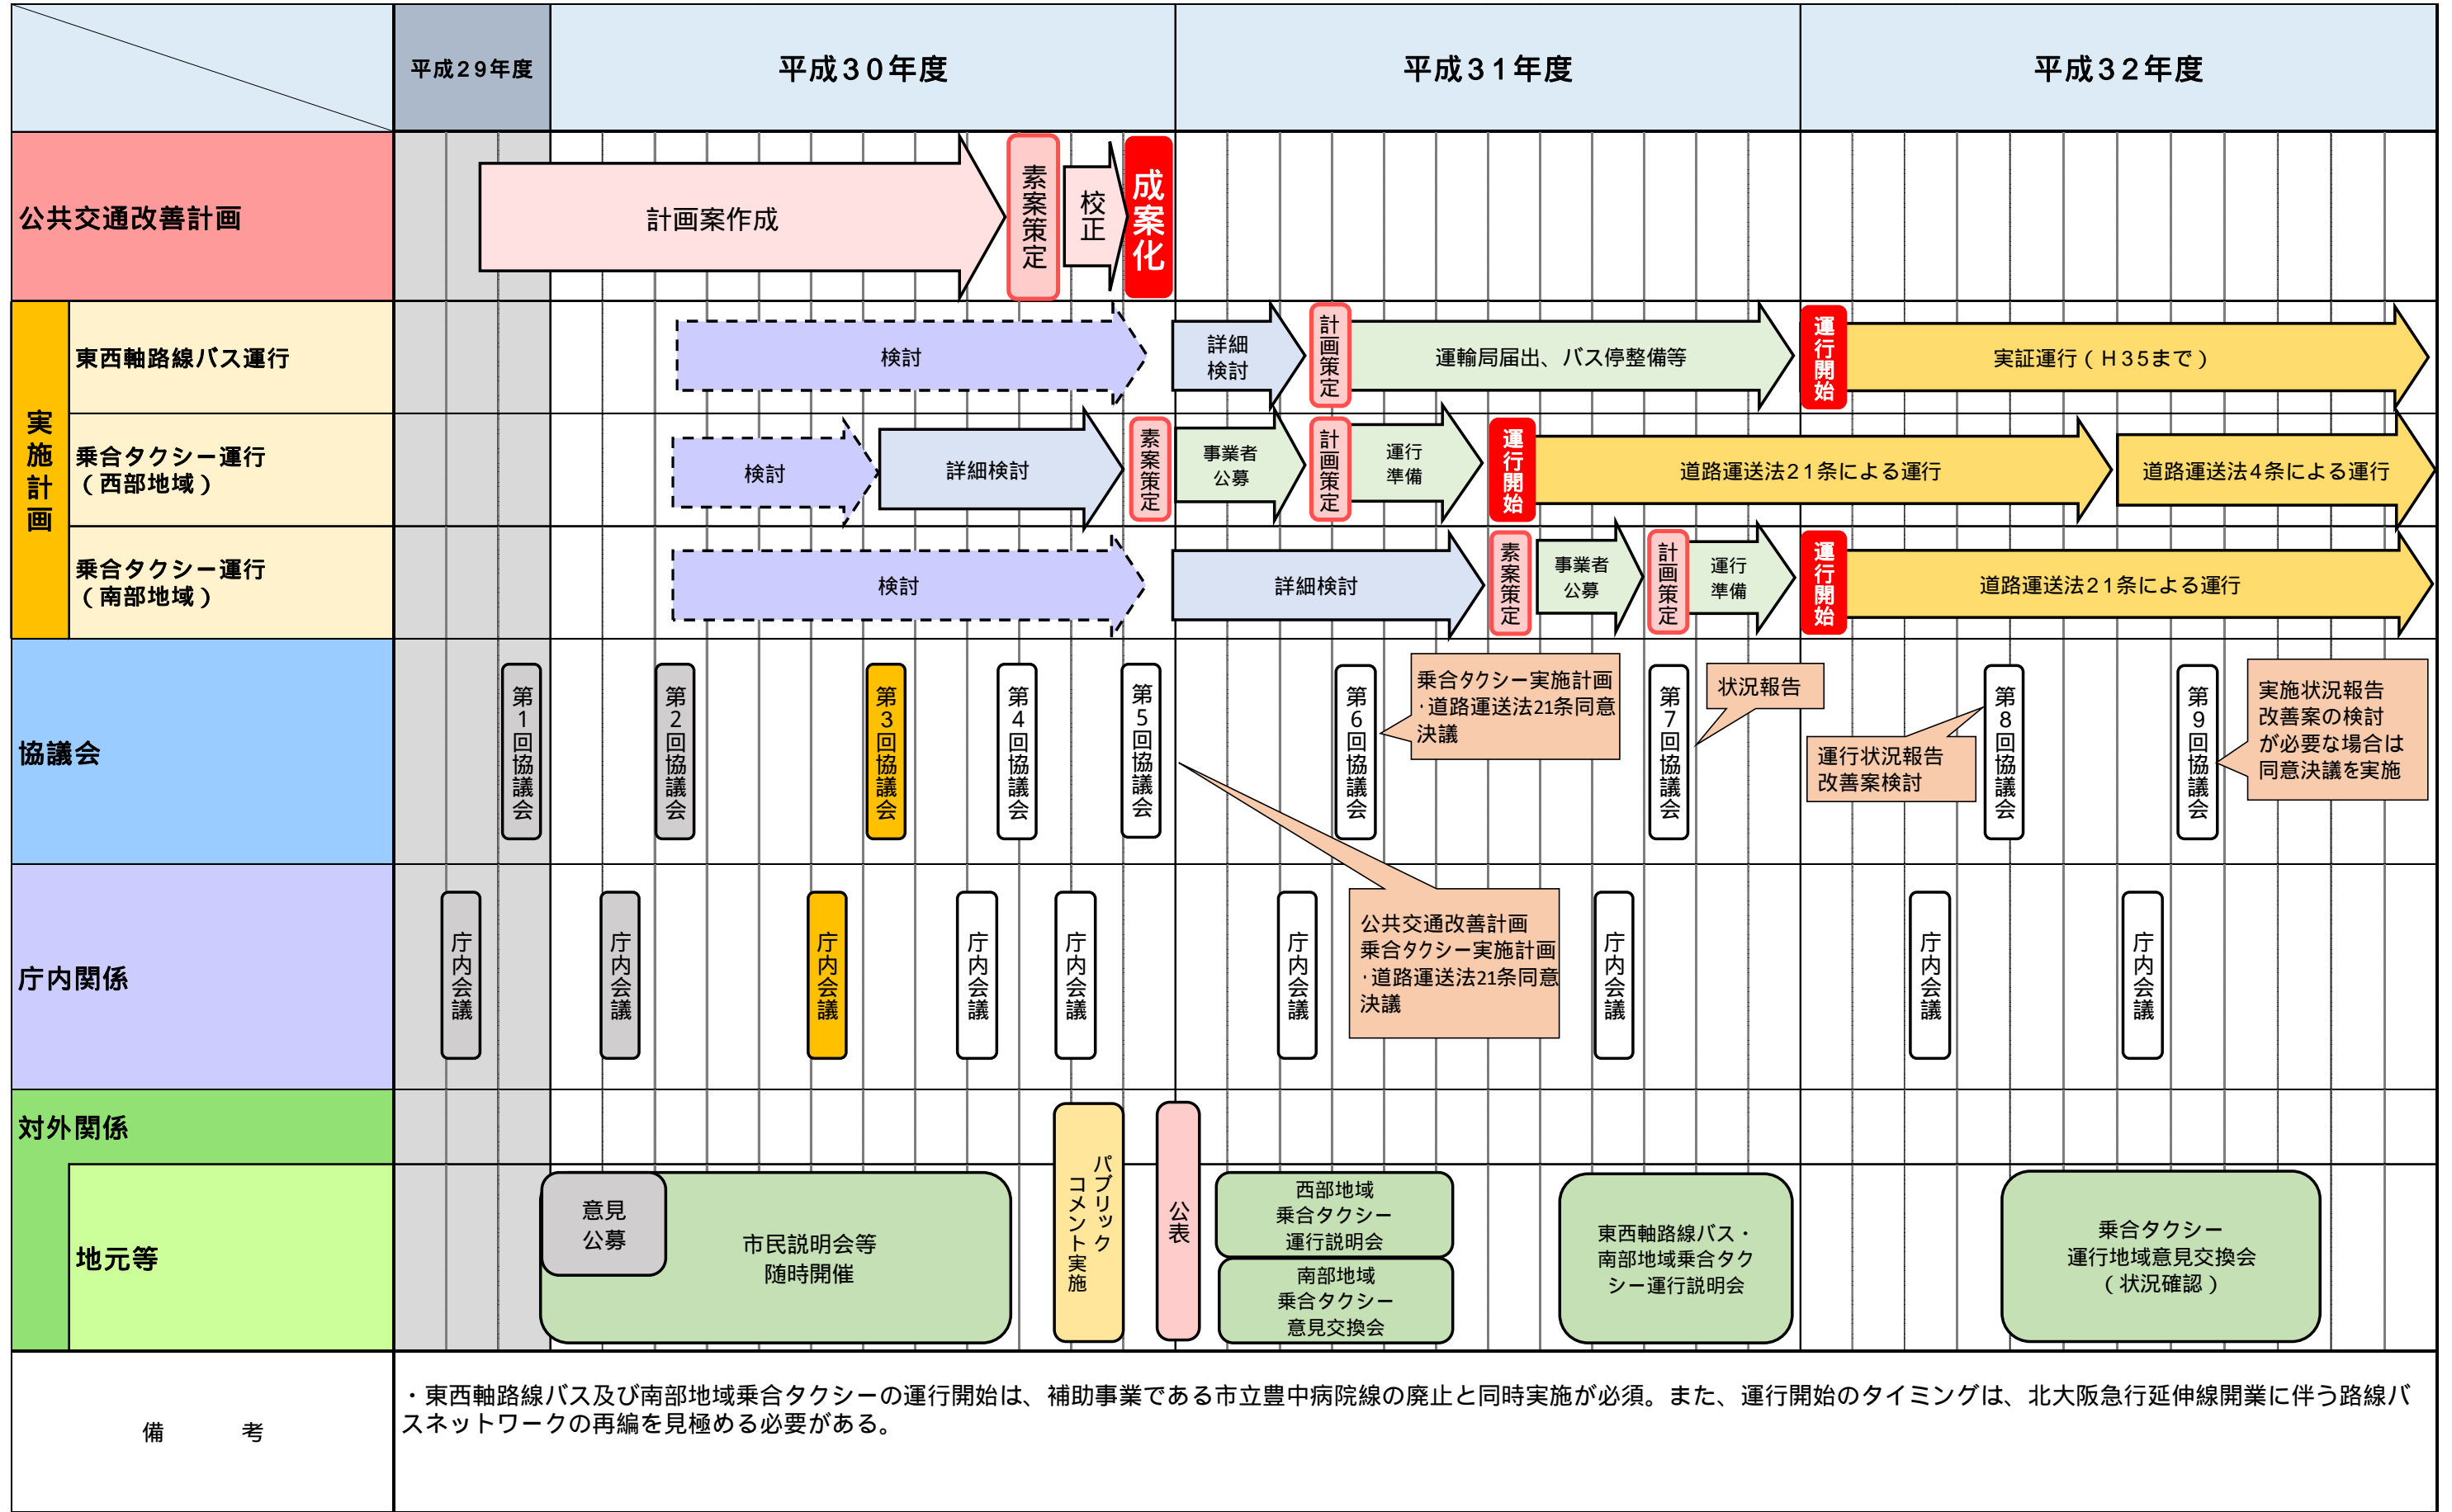 平成29年度
平成30年度
平成31年度
平成32年度
公共交通改善計画
計画案作成
素案策定
校正
成案化
実施計画
東西軸路線バス運行
検討
詳細
検討
計画策定
運輸局届出、バス停整備等
運行開始
実証運行（H35まで）
乗合タクシー運行
（西部地域）
検討
詳細検討
素案策定
事業者
公募
計画策定
運行
準備
運行開始
道路運送法21条による運行
道路運送法4条による運行
乗合タクシー運行
（南部地域）
検討
詳細検討
素案策定
事業者
公募
計画策定
運行
準備
運行開始
道路運送法21条による運行
協議会
第1回協議会
第2回協議会
第3回協議会
第4回協議会
第5回協議会
第6回協議会
乗合タクシー実施計画
・道路運送法21条同意
決議
第7回協議会
状況報告
運行状況報告
改善案検討
第8回協議会
第9回協議会
実施状況報告
改善案の検討
が必要な場合は
同意決議を実施
庁内関係
庁内会議
庁内会議
庁内会議
庁内会議
庁内会議
庁内会議
公共交通改善計画
乗合タクシー実施計画
・道路運送法21条同意
決議
庁内会議
庁内会議
庁内会議
対外関係
地元等
意見
公募
市民説明会等
随時開催
パブリック
コメント実施
公表
西部地域
乗合タクシー
運行説明会
南部地域
乗合タクシー
意見交換会
東西軸路線バス・
南部地域乗合タク
シー運行説明会
乗合タクシー
運行地域意見交換会
（状況確認）
備　考
・東西軸路線バス及び南部地域乗合タクシーの運行開始は、補助事業である市立豊中病院線の廃止と同時実施が必須。また、運行開始のタイミングは、北大阪急行延伸線開業に伴う路線バ
スネットワークの再編を見極める必要がある。